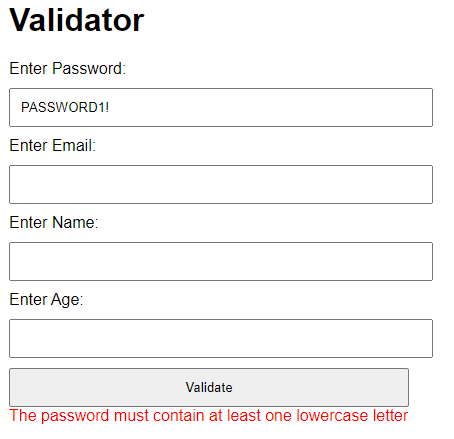 Validator
Enter Password:
PASSWORD1!
Enter Email:
Enter Name:
Enter Age:
Validate
The password must contain at least one lowercase letter